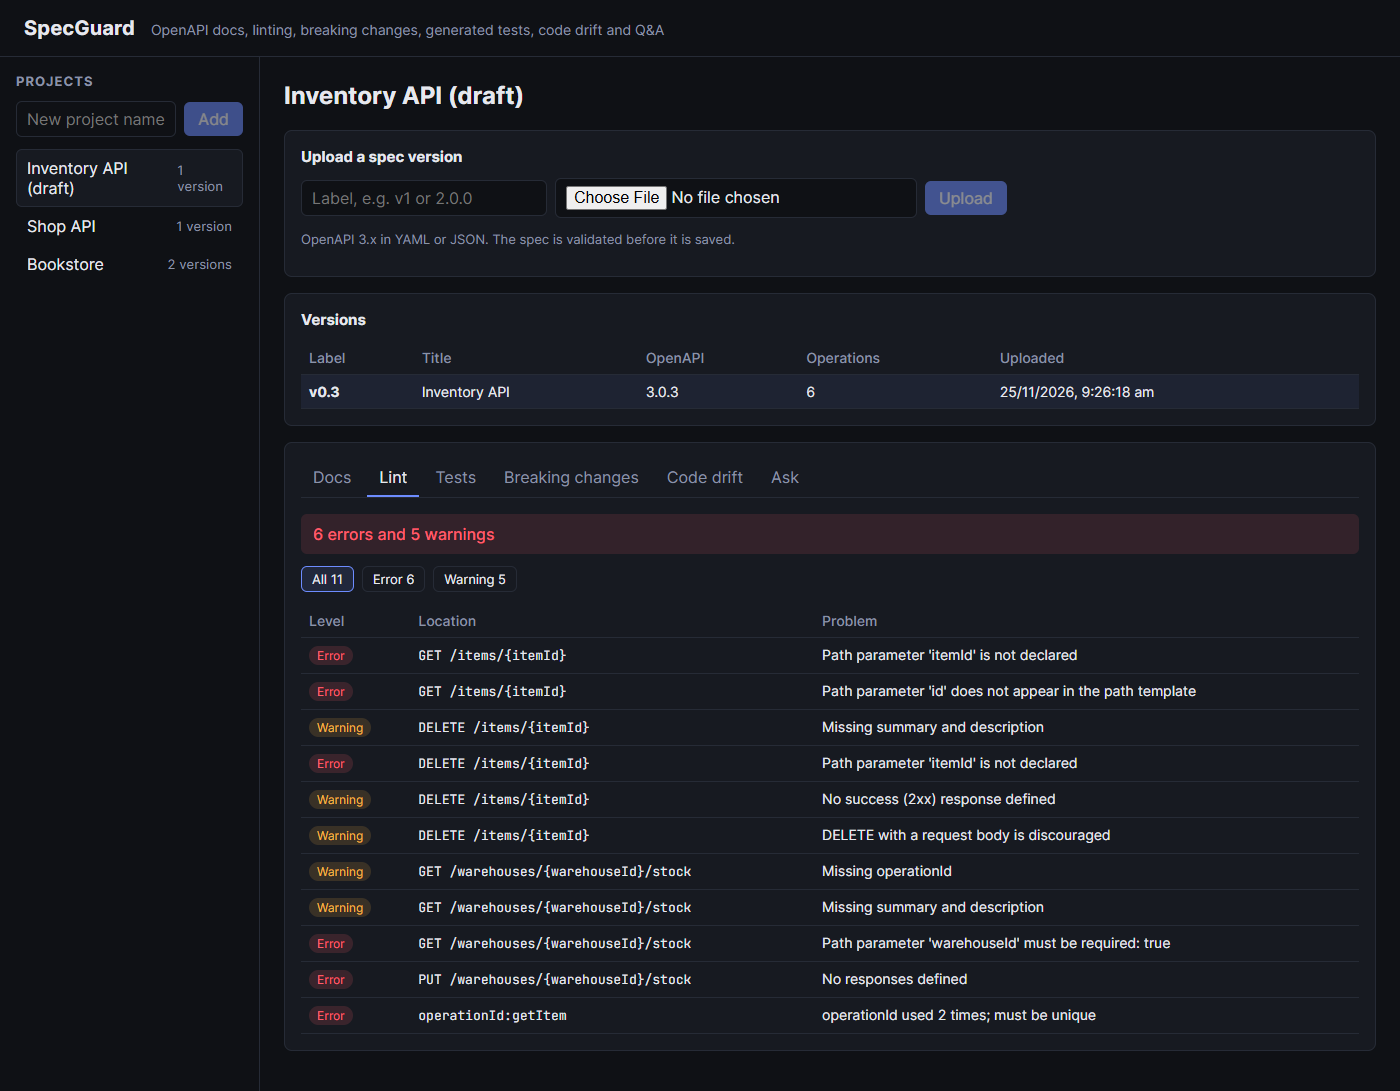 SpecGuard OpenAPI docs, linting, breaking changes, generated tests, code drift and Q&A
PROJECTS
New project name Add
Inventory API (draft) 1 version
Shop API 1 version
Bookstore 2 versions
Inventory API (draft)
Upload a spec version
Label, e.g. v1 or 2.0.0 Choose File No file chosen Upload
OpenAPI 3.x in YAML or JSON. The spec is validated before it is saved.
Versions
Label Title OpenAPI Operations Uploaded
v0.3 Inventory API 3.0.3 6 25/11/2026, 9:26:18 am
Docs Lint Tests Breaking changes Code drift Ask
6 errors and 5 warnings
All 11 Error 6 Warning 5
Level Location Problem
Error GET /items/{itemId} Path parameter 'itemId' is not declared
Error GET /items/{itemId} Path parameter 'id' does not appear in the path template
Warning DELETE /items/{itemId} Missing summary and description
Error DELETE /items/{itemId} Path parameter 'itemId' is not declared
Warning DELETE /items/{itemId} No success (2xx) response defined
Warning DELETE /items/{itemId} DELETE with a request body is discouraged
Warning GET /warehouses/{warehouseId}/stock Missing operationId
Warning GET /warehouses/{warehouseId}/stock Missing summary and description
Error GET /warehouses/{warehouseId}/stock Path parameter 'warehouseId' must be required: true
Error PUT /warehouses/{warehouseId}/stock No responses defined
Error operationId:getItem operationId used 2 times; must be unique